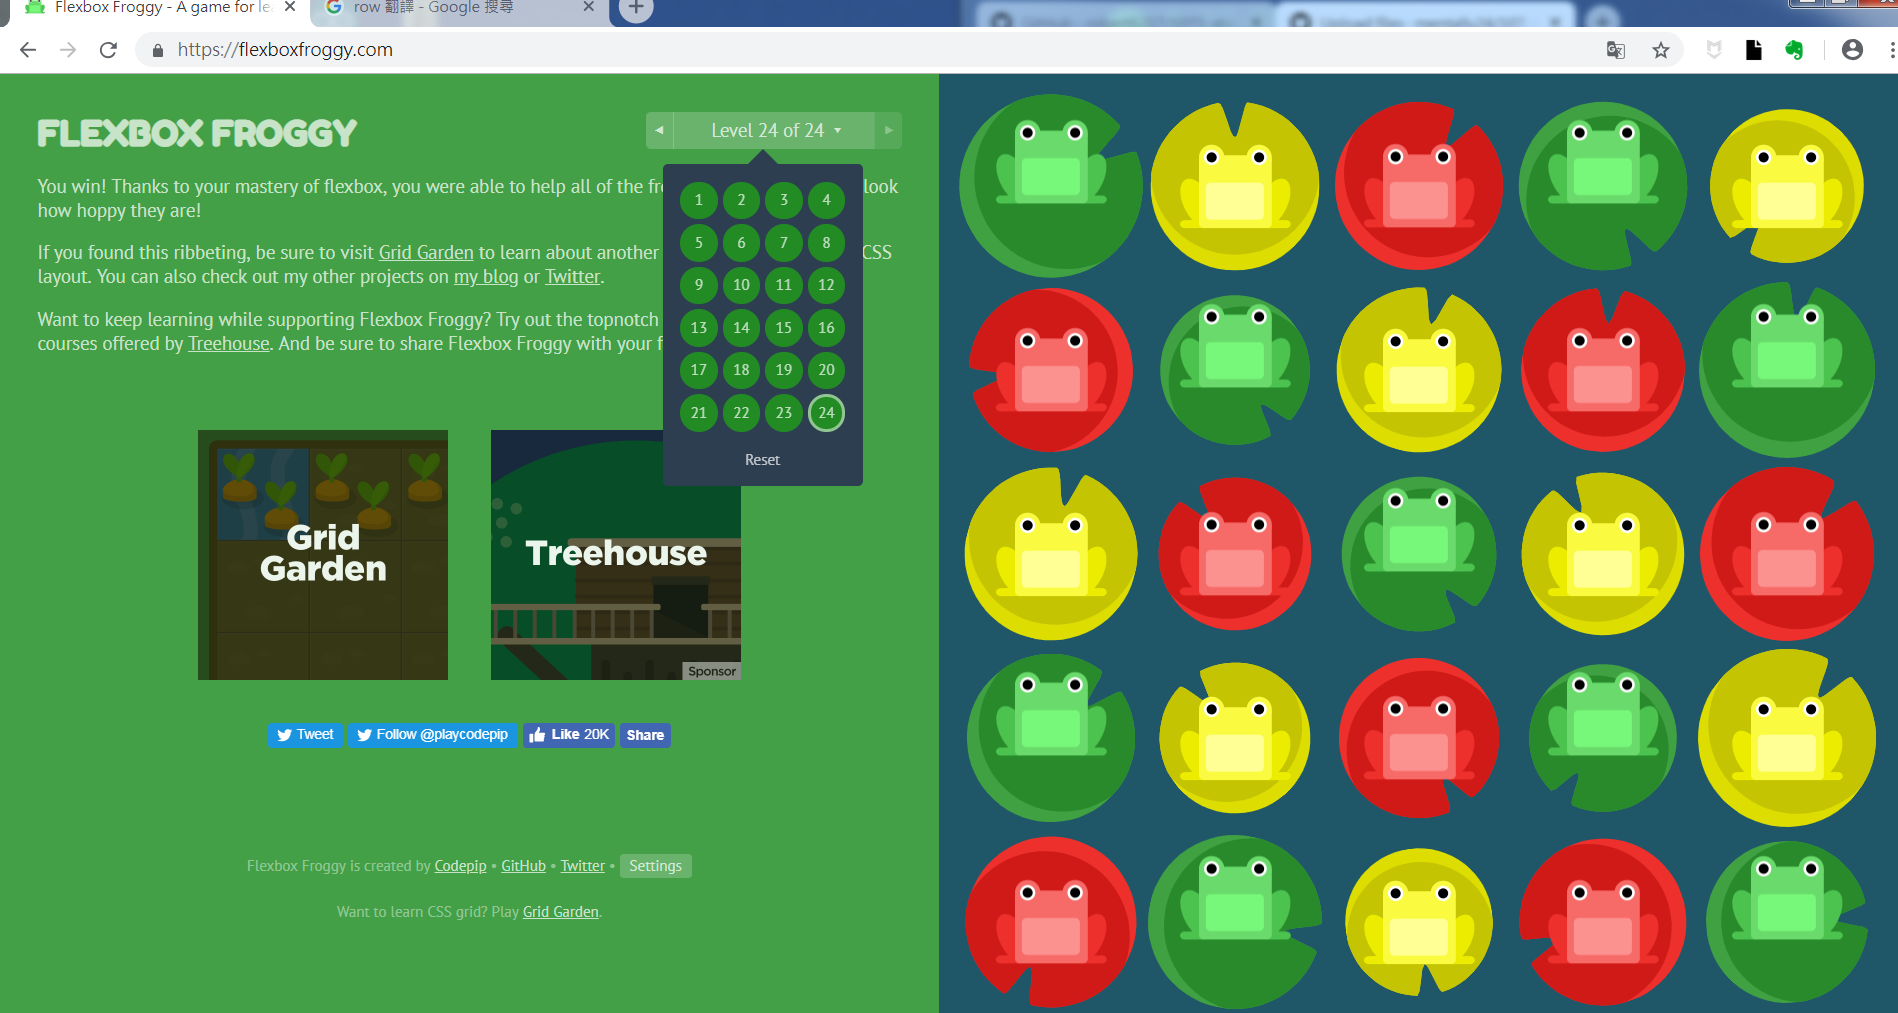 Flexbox Froggy - A game for le
row 翻譯 - Google 搜尋
https://flexboxfroggy.com
FLEXBOX FROGGY
Level 24 of 24
You win! Thanks to your mastery of flexbox, you were able to help all of the fr look
how hoppy they are!
If you found this ribbeting, be sure to visit Grid Garden to learn about another CSS
layout. You can also check out my other projects on my blog or Twitter.
Want to keep learning while supporting Flexbox Froggy? Try out the topnotch
courses offered by Treehouse. And be sure to share Flexbox Froggy with your f
1 2 3 4
5 6 7 8
9 10 11 12
13 14 15 16
17 18 19 20
21 22 23 24
Reset
Grid
Garden
Treehouse
Sponsor
Tweet
Follow @playcodepip
Like 20K
Share
Flexbox Froggy is created by Codepip • GitHub • Twitter • Settings
Want to learn CSS grid? Play Grid Garden.